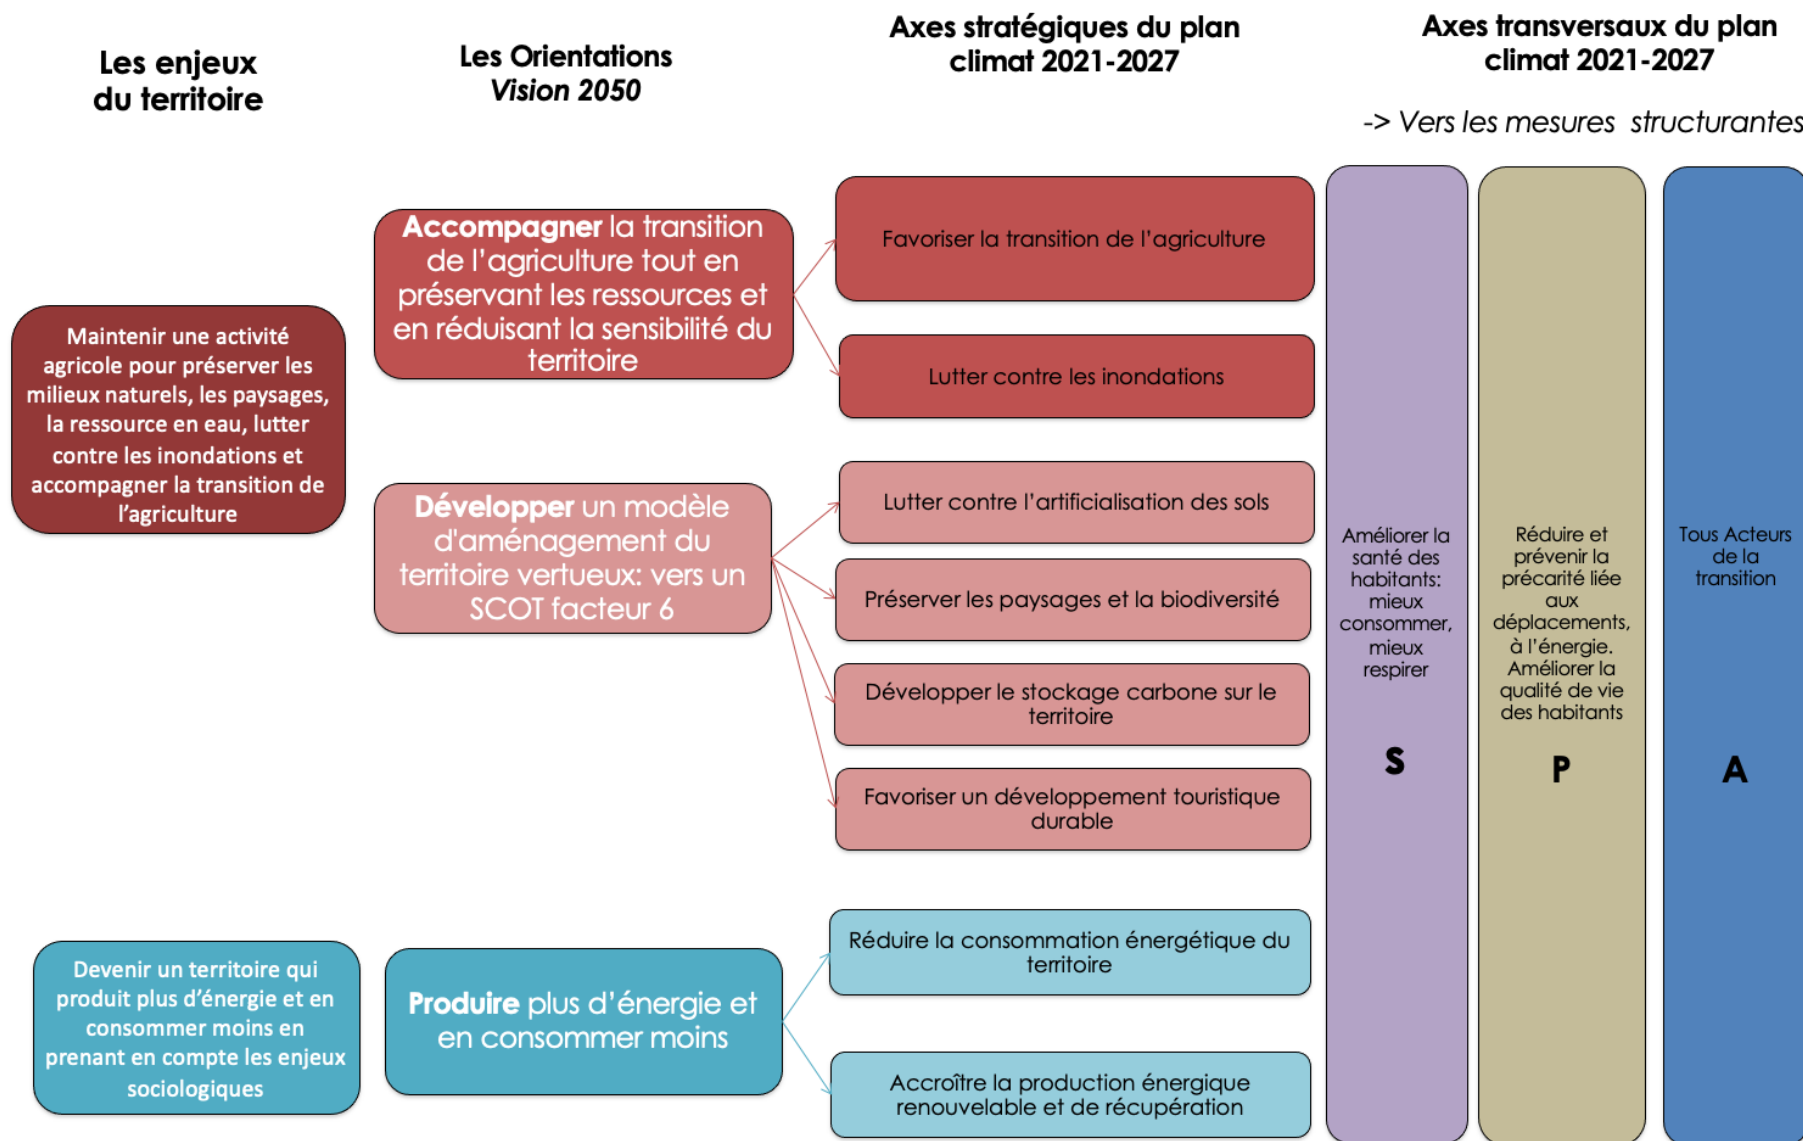 Les enjeux
du territoire
Les Orientations
Vision 2050
Axes stratégiques du plan
climat 2021-2027
Axes transversaux du plan
climat 2021-2027
-> Vers les mesures structurantes
Maintenir une activité
agricole pour préserver les
milieux naturels, les paysages,
la ressource en eau, lutter
contre les inondations et
accompagner la transition de
l'agriculture
Accompagner la transition
de l'agriculture tout en
préservant les ressources et
en réduisant la sensibilité du
territoire
Favoriser la transition de l'agriculture
Lutter contre les inondations
Développer un modèle
d'aménagement du
territoire vertueux: vers un
SCOT facteur 6
Lutter contre l'artificialisation des sols
Préserver les paysages et la biodiversité
Développer le stockage carbone sur le
territoire
Favoriser un développement touristique
durable
Devenir un territoire qui
produit plus d'énergie et en
consommer moins en
prenant en compte les enjeux
sociologiques
Produire plus d'énergie et
en consommer moins
Réduire la consommation énergétique du
territoire
Accroître la production énergique
renouvelable et de récupération
Améliorer la
santé des
habitants:
mieux
consommer,
mieux
respirer
S
Réduire et
prévenir la
précarité liée
aux
déplacements,
à l'énergie.
Améliorer la
qualité de vie
des habitants
P
Tous Acteurs
de la
transition
A